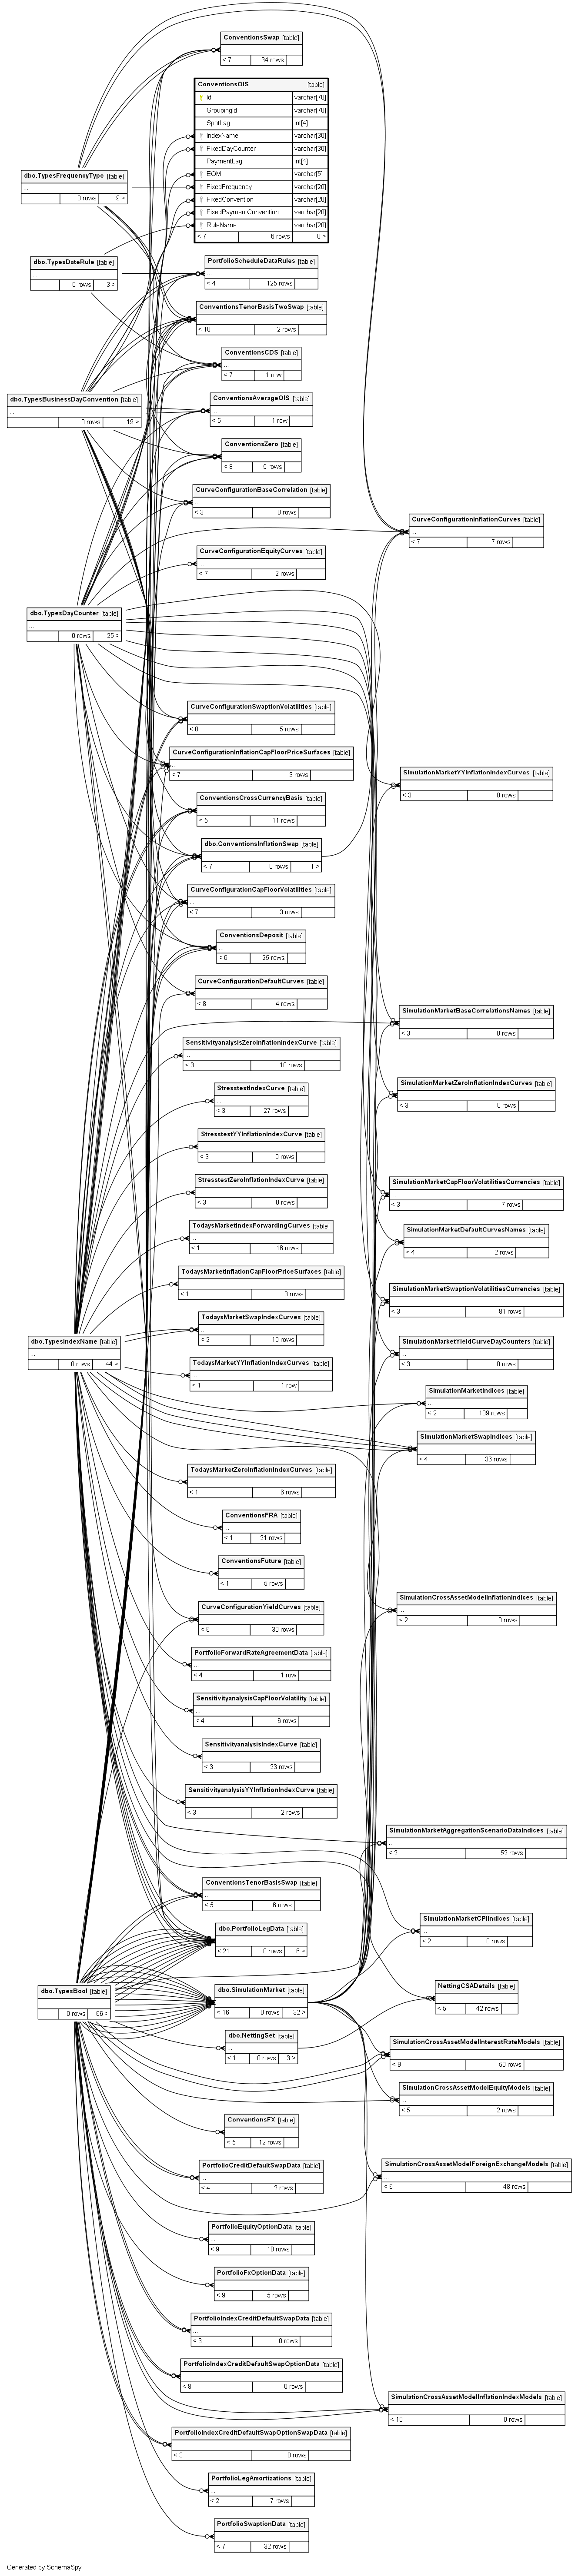 ConventionsSwap [table]
...
< 7 34 rows
ConventionsOIS [table]
Id varchar[70]
GroupingId varchar[70]
SpotLag int[4]
IndexName varchar[30]
FixedDayCounter varchar[30]
PaymentLag int[4]
EOM varchar[5]
FixedFrequency varchar[20]
FixedConvention varchar[20]
FixedPaymentConvention varchar[20]
RuleName varchar[20]
< 7 6 rows 0 >
dbo.TypesFrequencyType [table]
...
0 rows 9 >
dbo.TypesDateRule [table]
...
0 rows 3 >
PortfolioScheduleDataRules [table]
...
< 4 125 rows
ConventionsTenorBasisTwoSwap [table]
...
< 10 2 rows
ConventionsCDS [table]
...
< 7 1 row
dbo.TypesBusinessDayConvention [table]
...
0 rows 19 >
ConventionsAverageOIS [table]
...
< 5 1 row
ConventionsZero [table]
...
< 8 5 rows
CurveConfigurationBaseCorrelation [table]
...
< 3 0 rows
CurveConfigurationInflationCurves [table]
...
< 7 7 rows
CurveConfigurationEquityCurves [table]
...
< 7 2 rows
dbo.TypesDayCounter [table]
...
0 rows 25 >
CurveConfigurationSwaptionVolatilities [table]
...
< 8 5 rows
CurveConfigurationInflationCapFloorPriceSurfaces [table]
...
< 7 3 rows
SimulationMarketYYInflationIndexCurves [table]
...
< 3 0 rows
ConventionsCrossCurrencyBasis [table]
...
< 5 11 rows
dbo.ConventionsInflationSwap [table]
...
< 7 0 rows 1 >
CurveConfigurationCapFloorVolatilities [table]
...
< 7 3 rows
ConventionsDeposit [table]
...
< 6 25 rows
CurveConfigurationDefaultCurves [table]
...
< 8 4 rows
SimulationMarketBaseCorrelationsNames [table]
...
< 3 0 rows
SensitivityanalysisZeroInflationIndexCurve [table]
...
< 3 10 rows
SimulationMarketZeroInflationIndexCurves [table]
...
< 3 0 rows
StresstestIndexCurve [table]
...
< 3 27 rows
StresstestYYInflationIndexCurve [table]
...
< 3 0 rows
StresstestZeroInflationIndexCurve [table]
...
< 3 0 rows
SimulationMarketCapFloorVolatilitiesCurrencies [table]
...
< 3 7 rows
TodaysMarketIndexForwardingCurves [table]
...
< 1 16 rows
SimulationMarketDefaultCurvesNames [table]
...
< 4 2 rows
TodaysMarketInflationCapFloorPriceSurfaces [table]
...
< 1 3 rows
SimulationMarketSwaptionVolatilitiesCurrencies [table]
...
< 3 81 rows
TodaysMarketSwapIndexCurves [table]
...
< 2 10 rows
dbo.TypesIndexName [table]
...
0 rows 44 >
SimulationMarketYieldCurveDayCounters [table]
...
< 3 0 rows
TodaysMarketYYInflationIndexCurves [table]
...
< 1 1 row
SimulationMarketIndices [table]
...
< 2 139 rows
SimulationMarketSwapIndices [table]
...
< 4 36 rows
TodaysMarketZeroInflationIndexCurves [table]
...
< 1 6 rows
ConventionsFRA [table]
...
< 1 21 rows
ConventionsFuture [table]
...
< 1 5 rows
CurveConfigurationYieldCurves [table]
...
< 6 30 rows
SimulationCrossAssetModelInflationIndices [table]
...
< 2 0 rows
PortfolioForwardRateAgreementData [table]
...
< 4 1 row
SensitivityanalysisCapFloorVolatility [table]
...
< 4 6 rows
SensitivityanalysisIndexCurve [table]
...
< 3 23 rows
SensitivityanalysisYYInflationIndexCurve [table]
...
< 3 2 rows
SimulationMarketAggregationScenarioDataIndices [table]
...
< 2 52 rows
ConventionsTenorBasisSwap [table]
...
< 5 6 rows
dbo.PortfolioLegData [table]
...
< 21 0 rows 6 >
SimulationMarketCPIIndices [table]
...
< 2 0 rows
dbo.TypesBool [table]
...
0 rows 66 >
dbo.SimulationMarket [table]
...
< 16 0 rows 32 >
NettingCSADetails [table]
...
< 5 42 rows
dbo.NettingSet [table]
...
< 1 0 rows 3 >
SimulationCrossAssetModelInterestRateModels [table]
...
< 9 50 rows
SimulationCrossAssetModelEquityModels [table]
...
< 5 2 rows
ConventionsFX [table]
...
< 5 12 rows
PortfolioCreditDefaultSwapData [table]
...
< 4 2 rows
SimulationCrossAssetModelForeignExchangeModels [table]
...
< 6 48 rows
PortfolioEquityOptionData [table]
...
< 9 10 rows
PortfolioFxOptionData [table]
...
< 9 5 rows
PortfolioIndexCreditDefaultSwapData [table]
...
< 3 0 rows
PortfolioIndexCreditDefaultSwapOptionData [table]
...
< 8 0 rows
SimulationCrossAssetModelInflationIndexModels [table]
...
< 10 0 rows
PortfolioIndexCreditDefaultSwapOptionSwapData [table]
...
< 3 0 rows
PortfolioLegAmortizations [table]
...
< 2 7 rows
PortfolioSwaptionData [table]
...
< 7 32 rows
Generated by SchemaSpy